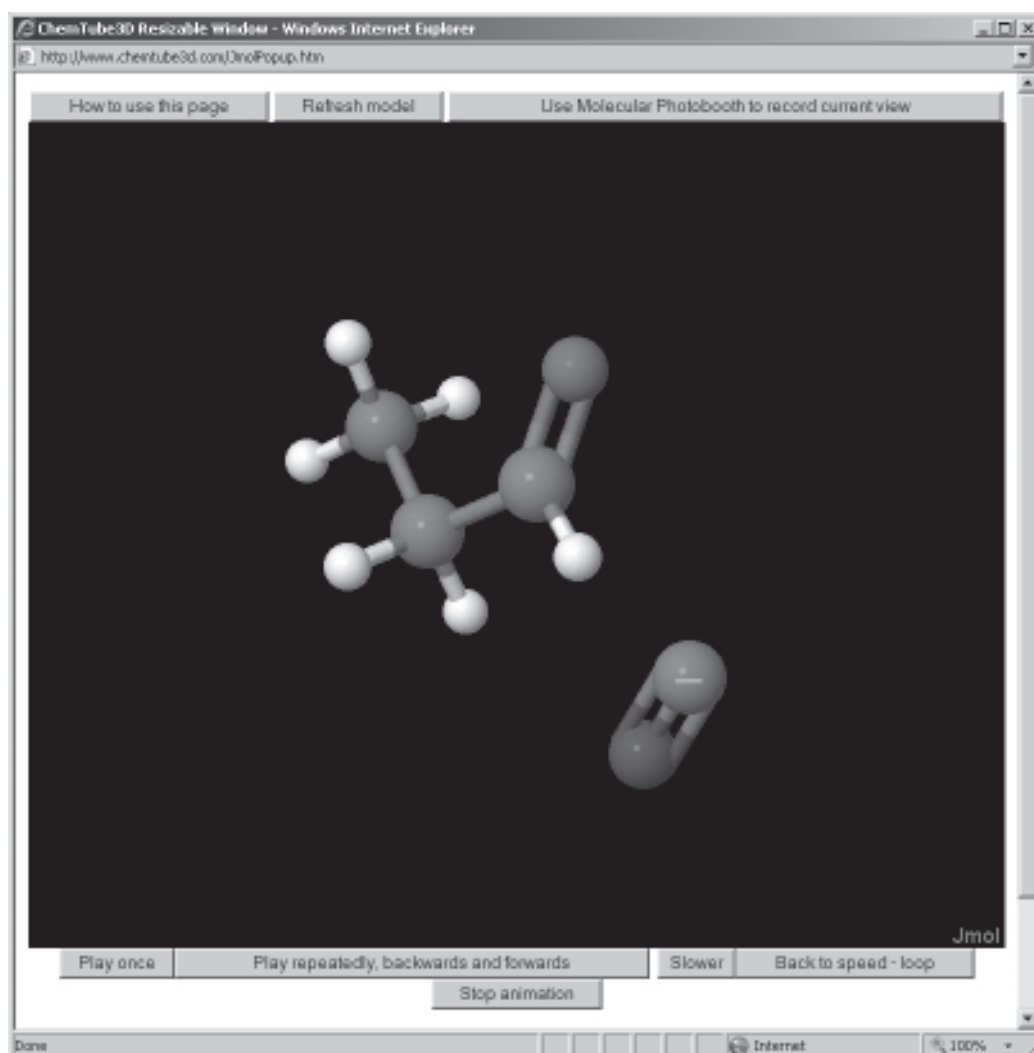 ChemTube3D Resizable Window - Windows Internet Explorer
http://www.chemtube3d.com/JmolPopup.htm
How to use this page Refresh model Use Molecular Photobooth to record current view
Jmol
Play once Play repeatedly, backwards and forwards Slower Back to speed - loop
Stop animation
Done Internet 100%